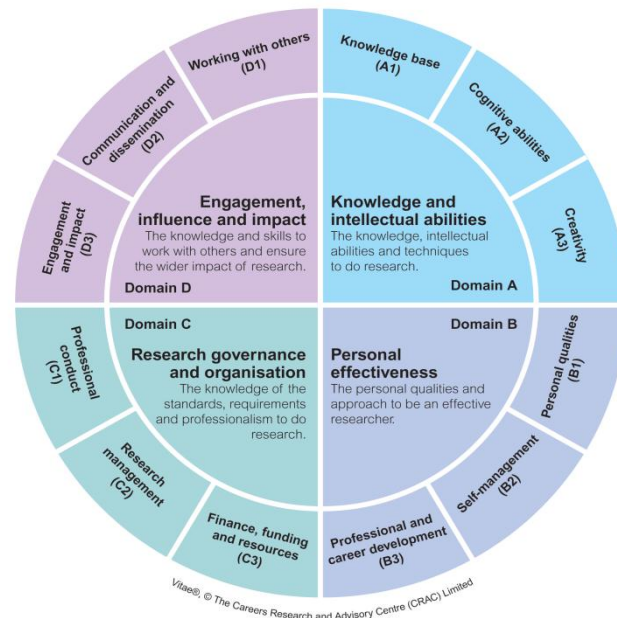 Working with others
(D1)
Communication and
dissemination
(D2)
Engagement
and impact
(D3)
Engagement,
influence and impact
The knowledge and skills to
work with others and ensure
the wider impact of research.
Domain D
Knowledge base
(A1)
Cognitive abilities
(A2)
Creativity
(A3)
Knowledge and
intellectual abilities
The knowledge, intellectual
abilities and techniques
to do research.
Domain A
Domain C
Research governance
and organisation
The knowledge of the
standards, requirements
and professionalism to do
research.
Professional
conduct
(C1)
Research
management
(C2)
Finance, funding
and resources
(C3)
Domain B
Personal
effectiveness
The personal qualities and
approach to be an effective
researcher.
Personal qualities
(B1)
Self-management
(B2)
Professional and
career development
(B3)
Vitae®, © The Careers Research and Advisory Centre (CRAC) Limited